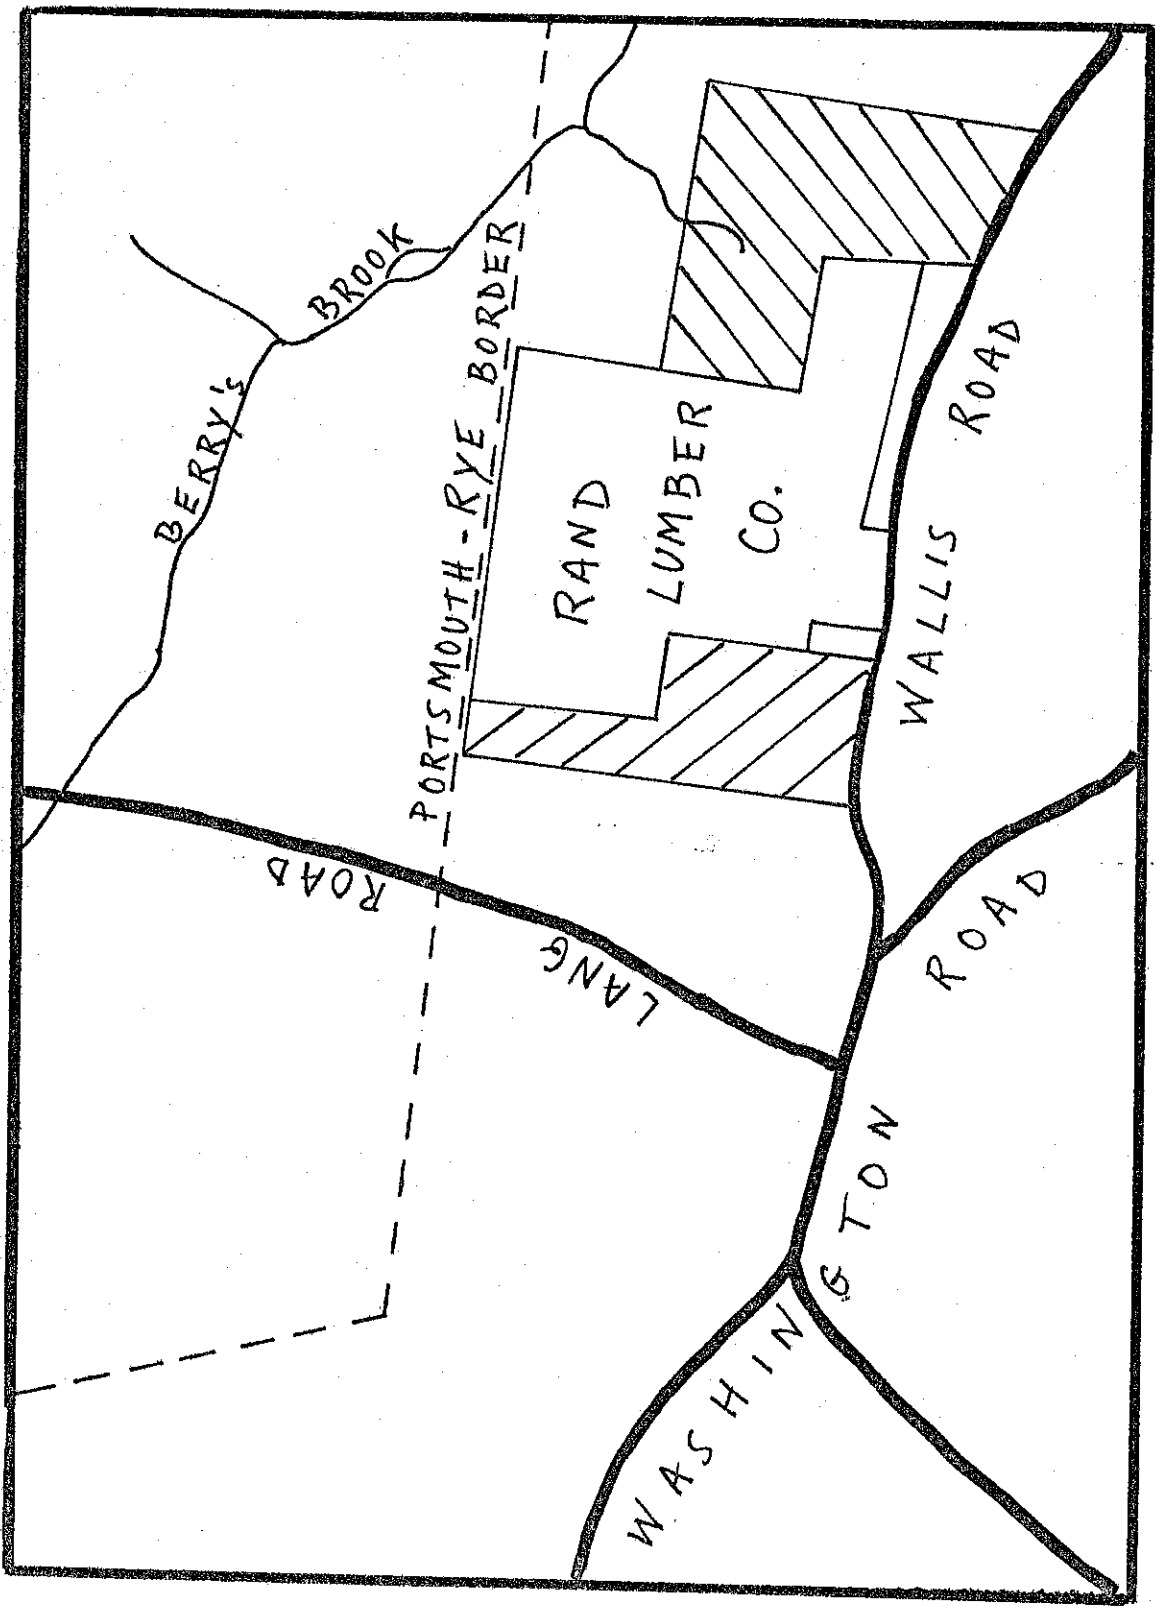 BERRY'S BROOK
PORTSMOUTH - RYE BORDER
RAND
LUMBER
CO.
LANG ROAD
WALLIS ROAD
WASHINGTON ROAD